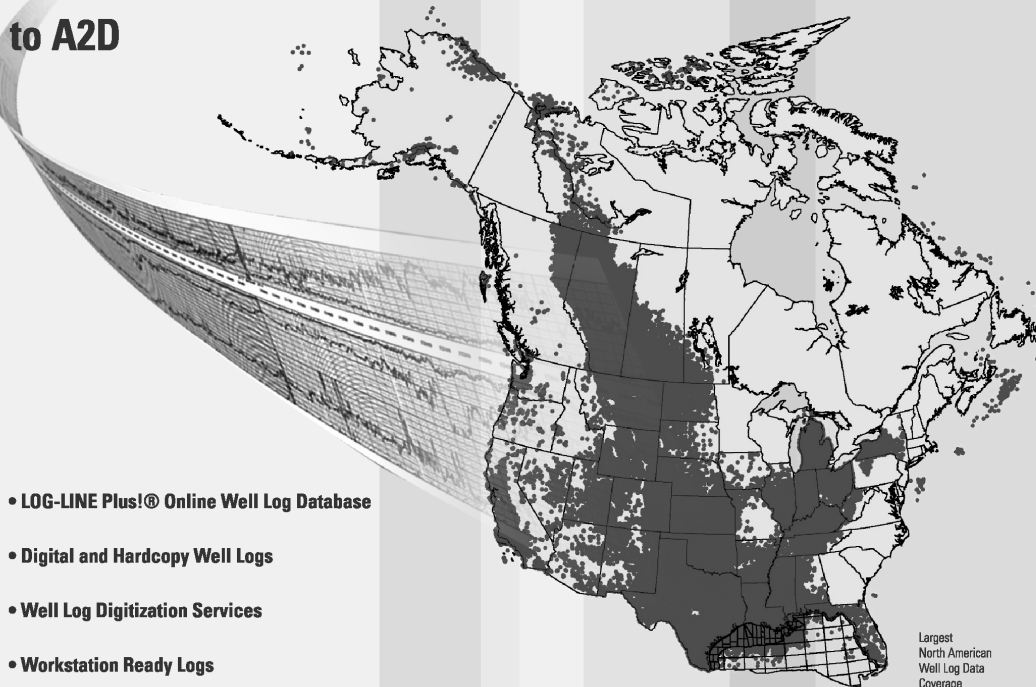 to A2D
• LOG-LINE Plus!® Online Well Log Database
• Digital and Hardcopy Well Logs
• Well Log Digitization Services
• Workstation Ready Logs
Largest
North American
Well Log Data
Coverage